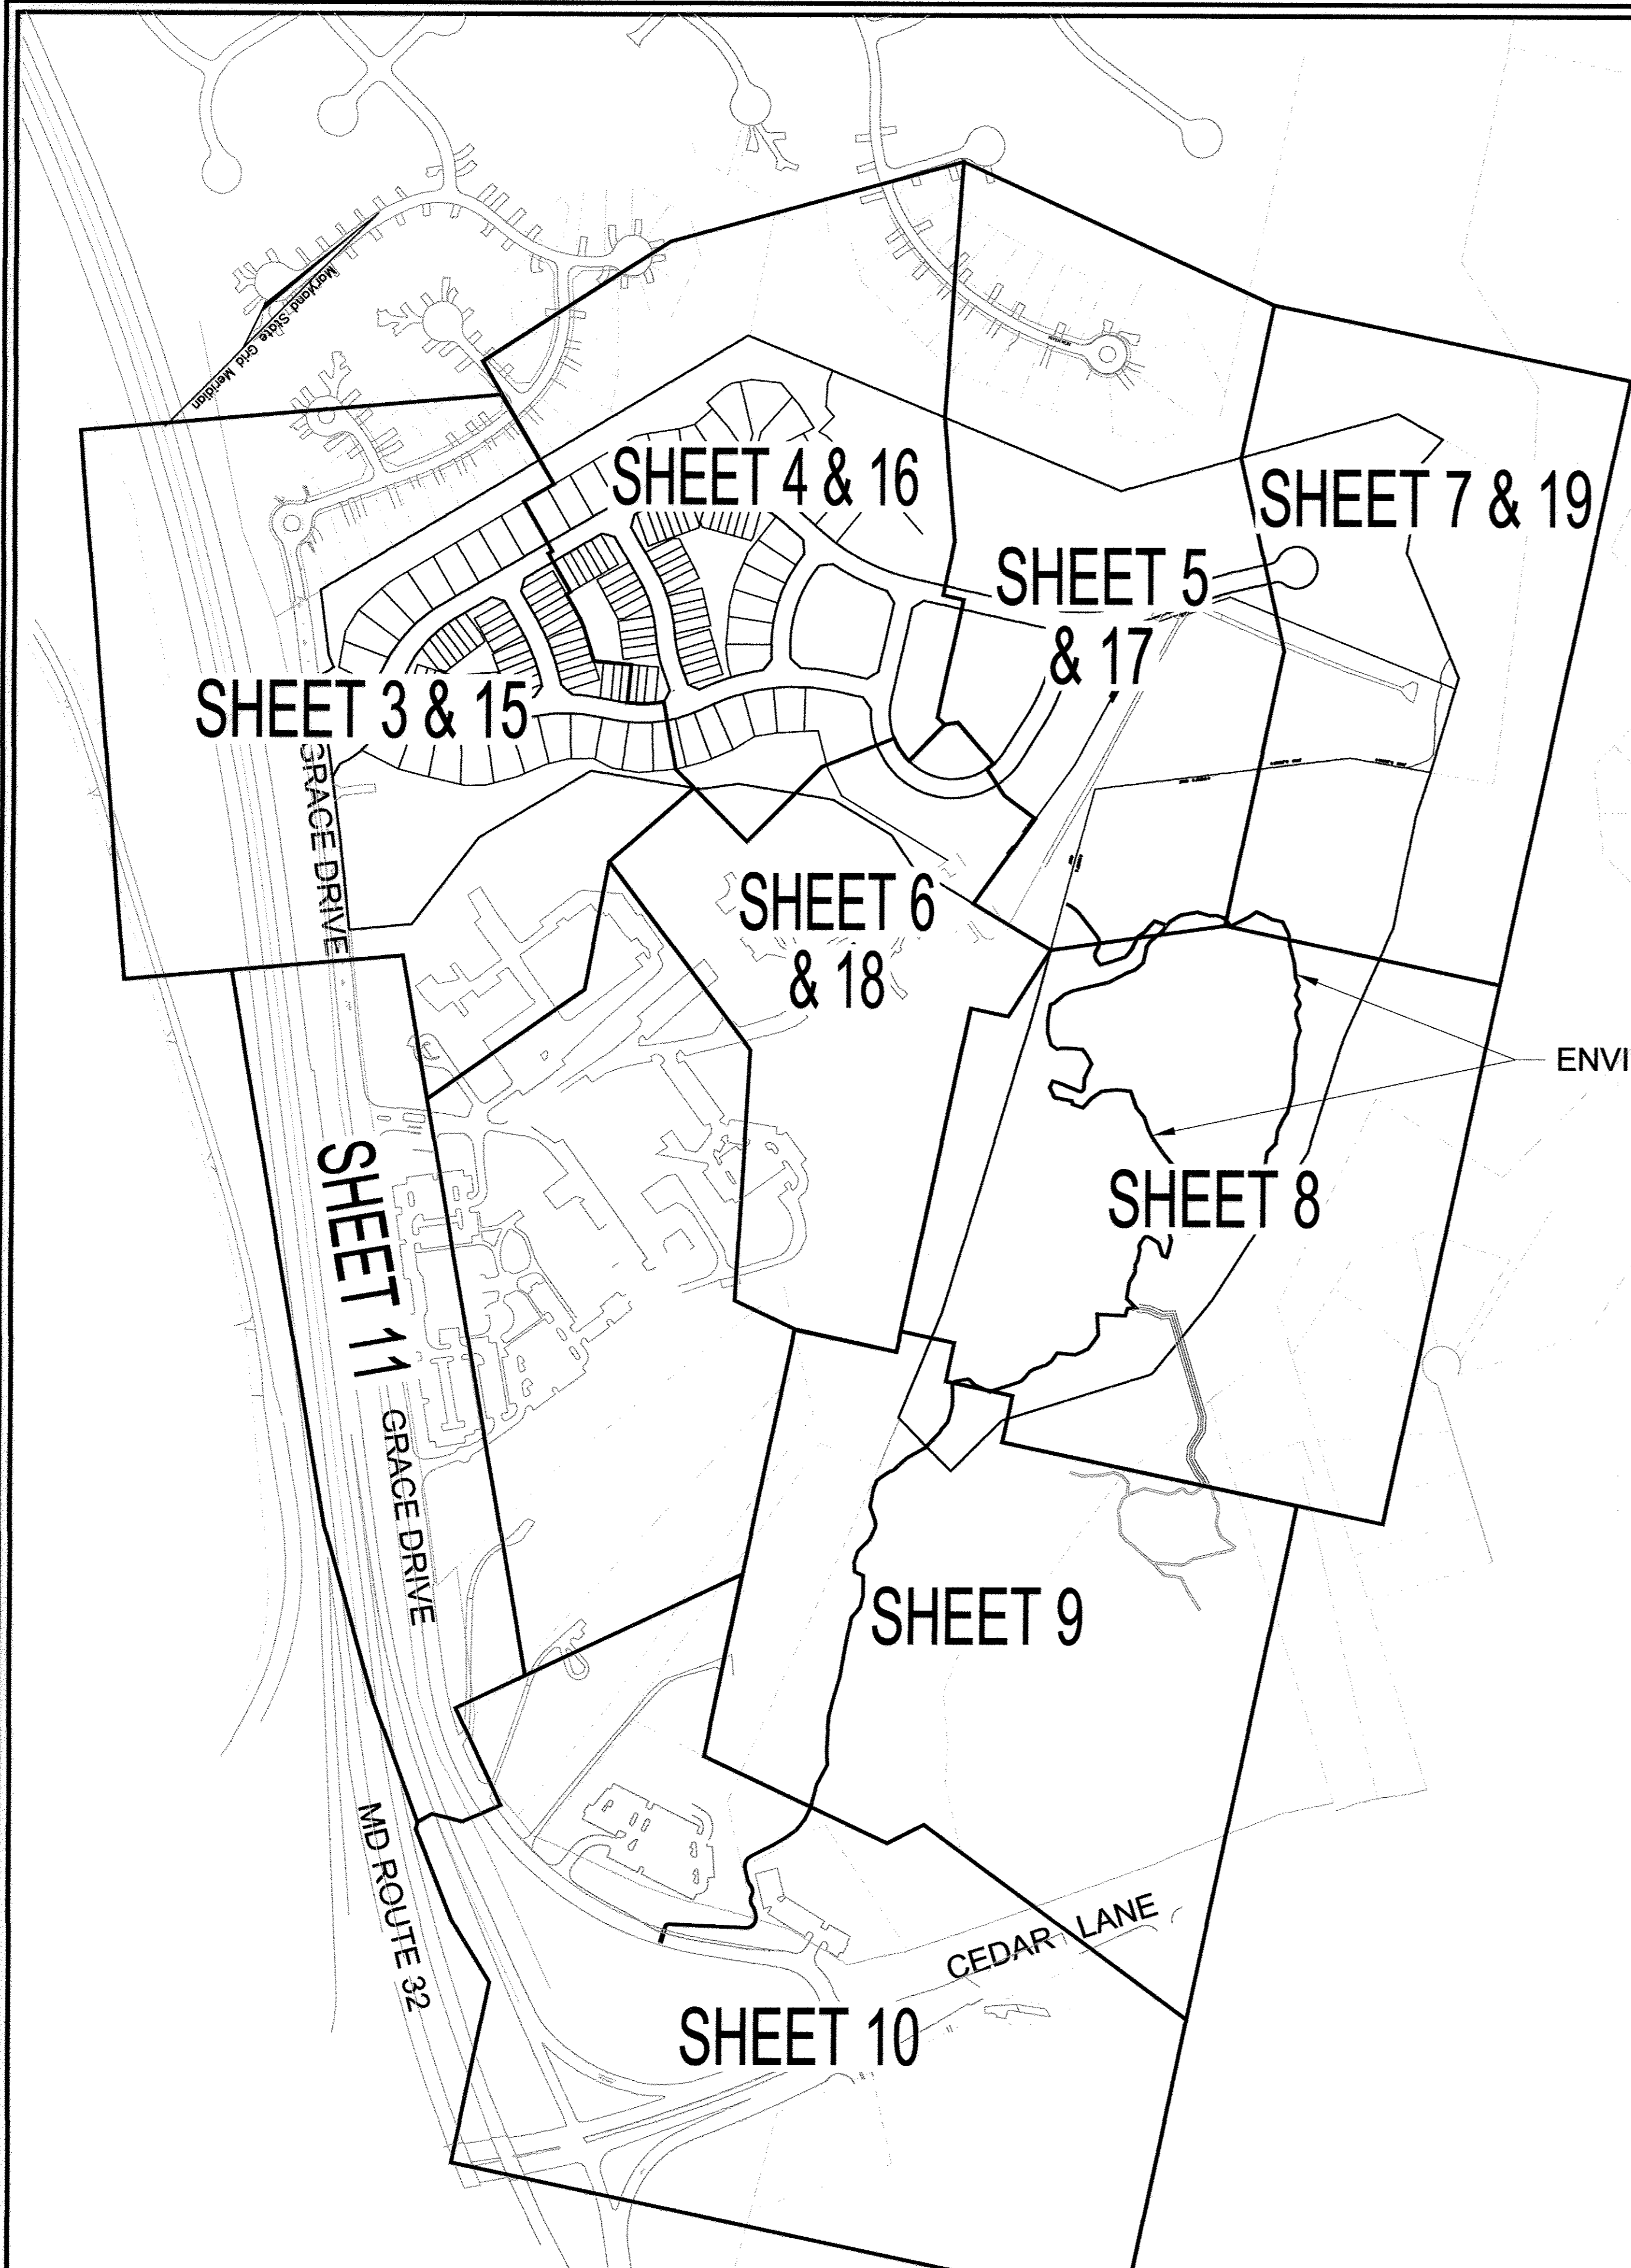 Maryland State Grid Meridian
SHEET 4 & 16
SHEET 7 & 19
SHEET 5
& 17
SHEET 3 & 15
GRACE DRIVE
SHEET 6
& 18
ENVI
SHEET 11
SHEET 8
GRACE DRIVE
SHEET 9
MD ROUTE 32
CEDAR LANE
SHEET 10